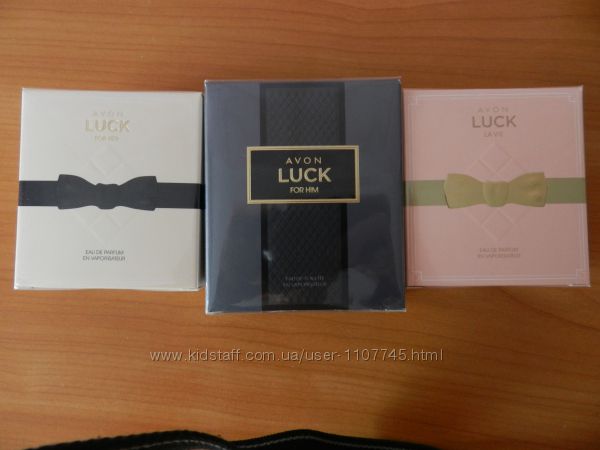 AVON
LUCK
FOR HER
EAU DE PARFUM
EN VAPORISATEUR
AVON
LUCK
FOR HIM
EAU DE TOILETTE
EN VAPORISATEUR
AVON
LUCK
LA VIE
EAU DE PARFUM
EN VAPORISATEUR
www.kidstaff.com.ua/user-1107745.html